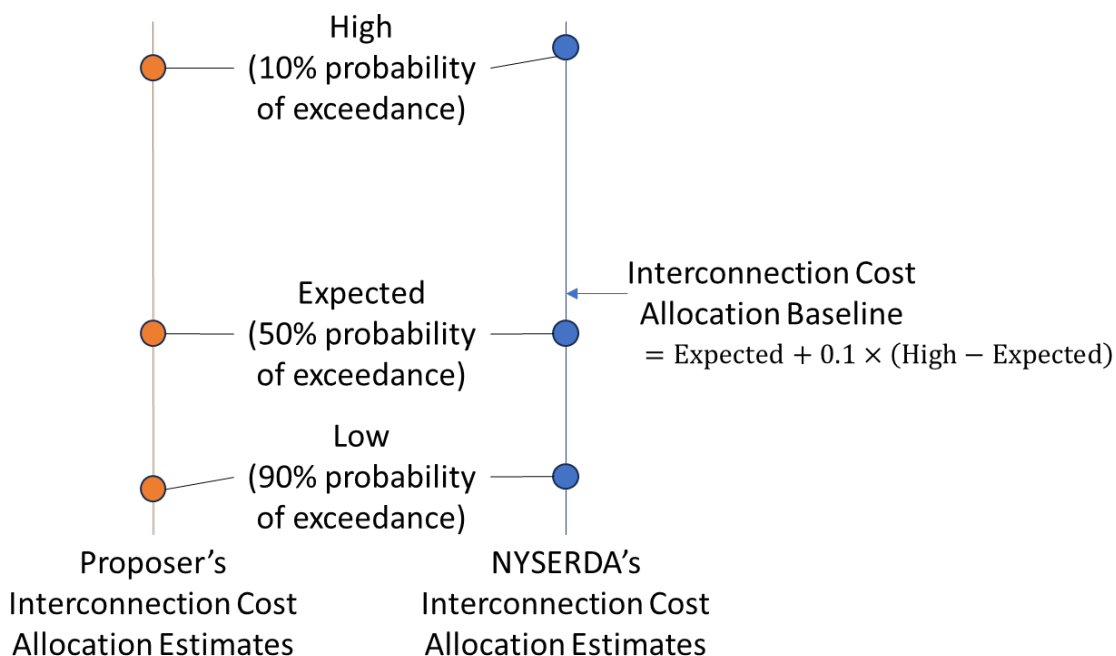 High
(10% probability
of exceedance)
Interconnection Cost
Allocation Baseline
= Expected + 0.1 × (High − Expected)
Expected
(50% probability
of exceedance)
Low
(90% probability
of exceedance)
Proposer's
Interconnection Cost
Allocation Estimates
NYSERDA's
Interconnection Cost
Allocation Estimates